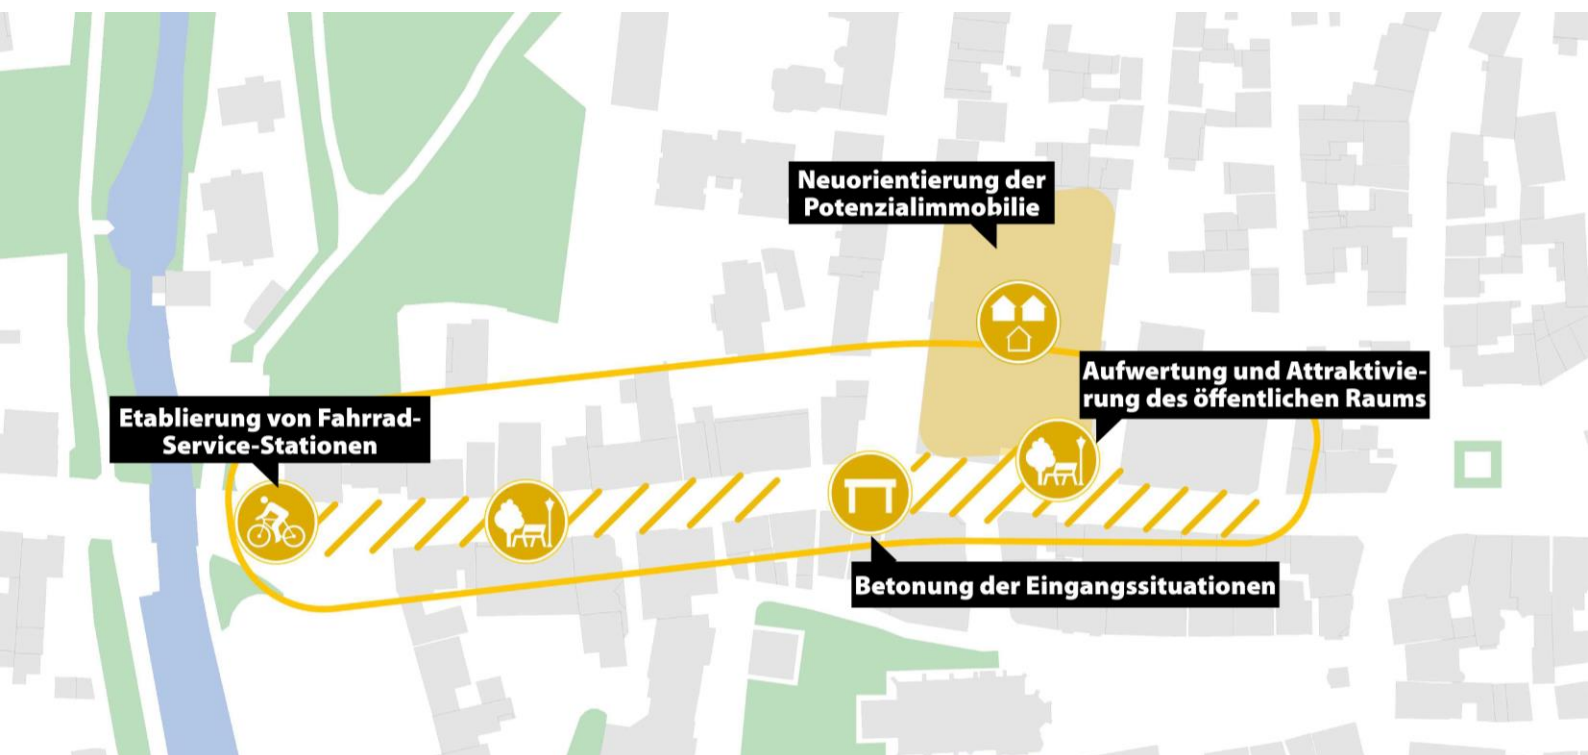 Neuorientierung der
Potenzialimmobilie
Aufwertung und Attraktivie-
rung des öffentlichen Raums
Etablierung von Fahrrad-
Service-Stationen
Betonung der Eingangssituationen